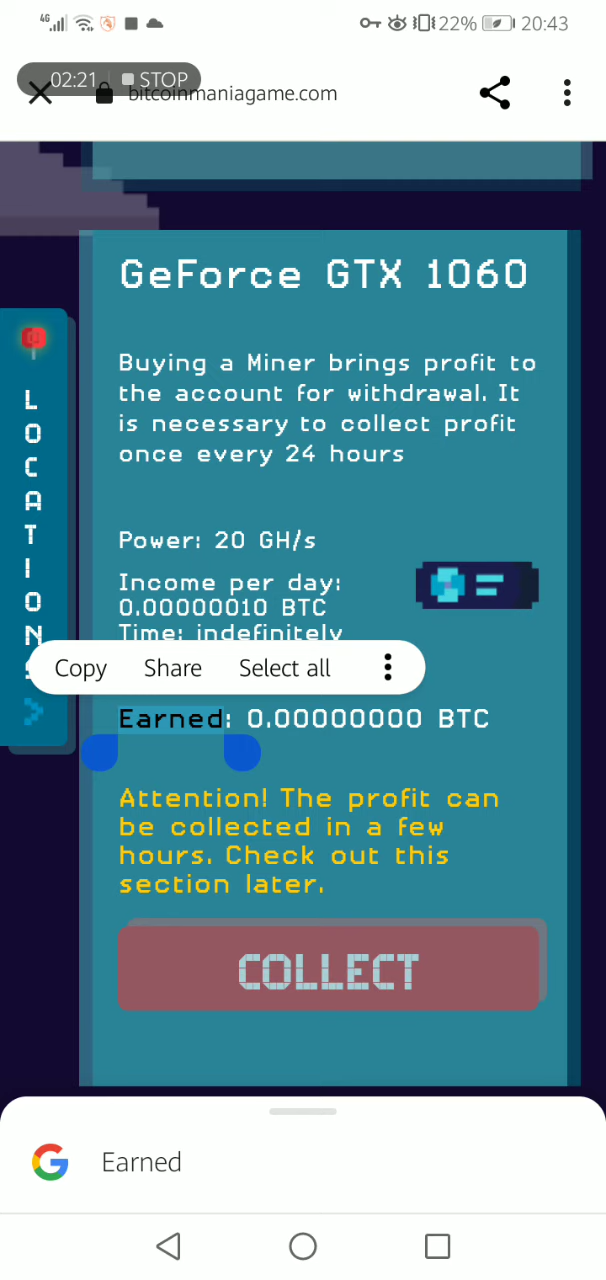 4G 22% 20:43
02:21 STOP
bitcoinmaniagame.com
GeForce GTX 1060
LOCATIONS
Buying a Miner brings profit to
the account for withdrawal. It
is necessary to collect profit
once every 24 hours
Power: 20 GH/s
Income per day:
0.00000010 BTC
Time: indefinitely
Copy Share Select all
Earned: 0.00000000 BTC
Attention! The profit can
be collected in a few
hours. Check out this
section later.
COLLECT
Earned